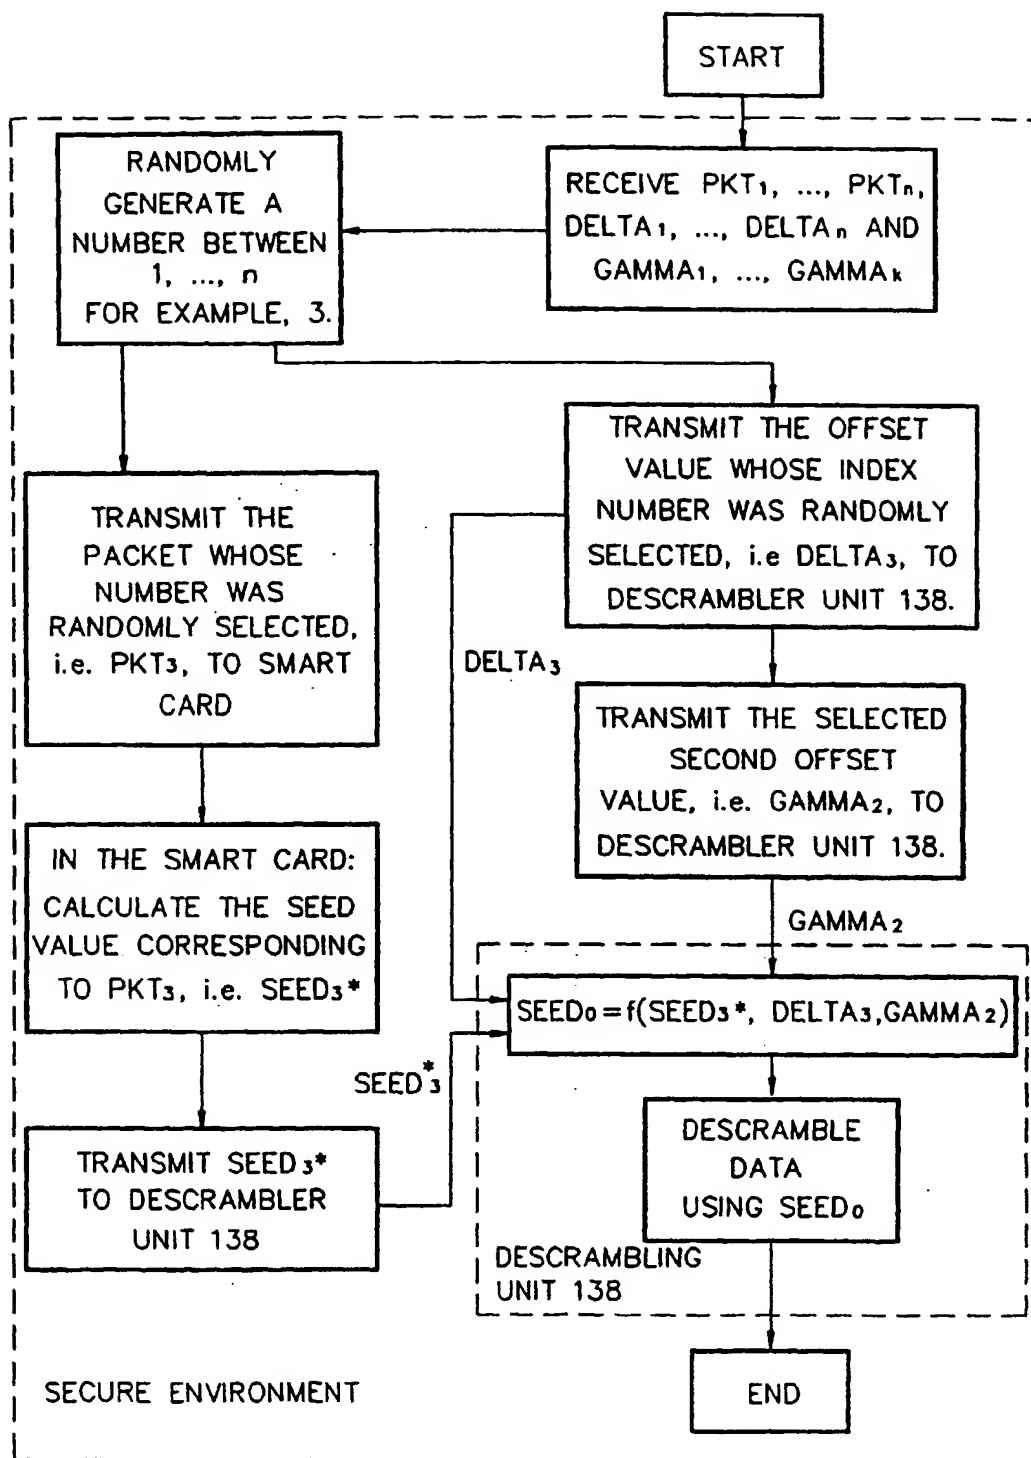 START
RECEIVE PKT₁, ..., PKTₙ,
DELTA₁, ..., DELTAₙ AND
GAMMA₁, ..., GAMMAₖ
RANDOMLY
GENERATE A
NUMBER BETWEEN
1, ..., n
FOR EXAMPLE, 3.
TRANSMIT THE OFFSET
VALUE WHOSE INDEX
NUMBER WAS RANDOMLY
SELECTED, i.e DELTA₃, TO
DESCRAMBLER UNIT 138.
TRANSMIT THE
PACKET WHOSE
NUMBER WAS
RANDOMLY SELECTED,
i.e. PKT₃, TO SMART
CARD
DELTA₃
TRANSMIT THE SELECTED
SECOND OFFSET
VALUE, i.e. GAMMA₂, TO
DESCRAMBLER UNIT 138.
IN THE SMART CARD:
CALCULATE THE SEED
VALUE CORRESPONDING
TO PKT₃, i.e. SEED₃*
GAMMA₂
SEED₀=f(SEED₃*, DELTA₃,GAMMA₂)
SEED₃*
TRANSMIT SEED₃*
TO DESCRAMBLER
UNIT 138
DESCRAMBLE
DATA
USING SEED₀
DESCRAMBLING
UNIT 138
SECURE ENVIRONMENT
END